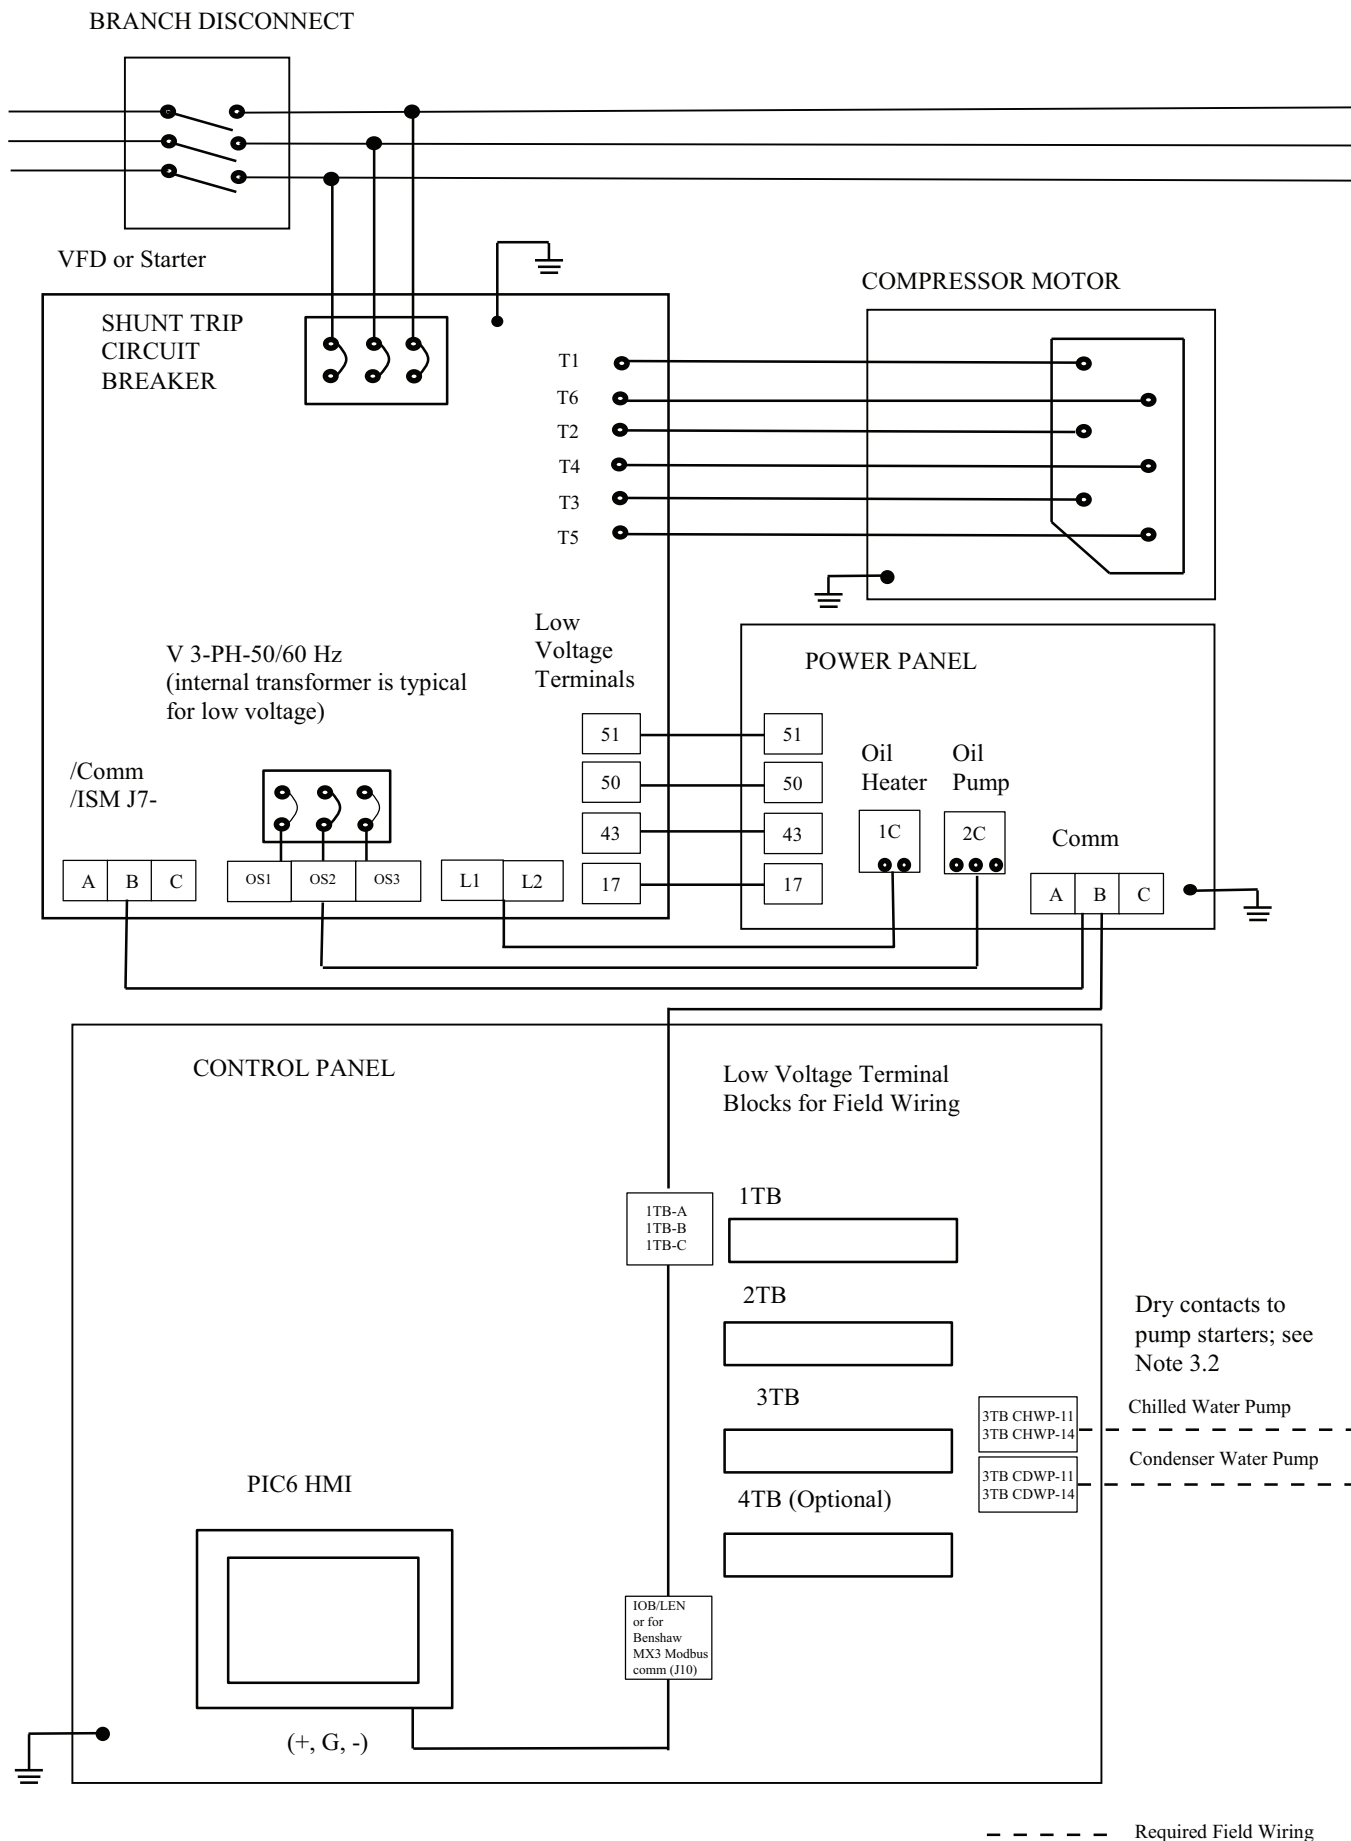 BRANCH DISCONNECT
VFD or Starter
SHUNT TRIP
CIRCUIT
BREAKER
COMPRESSOR MOTOR
T1
T6
T2
T4
T3
T5
V 3-PH-50/60 Hz
(internal transformer is typical
for low voltage)
Low
Voltage
Terminals
51
50
43
17
/Comm
/ISM J7-
A B C
OS1 OS2 OS3
L1 L2
POWER PANEL
51
50
43
17
Oil
Heater
1C
Oil
Pump
2C
Comm
A B C
CONTROL PANEL
Low Voltage Terminal
Blocks for Field Wiring
1TB-A
1TB-B
1TB-C
1TB
2TB
3TB
4TB (Optional)
Dry contacts to
pump starters; see
Note 3.2
3TB CHWP-11
3TB CHWP-14
Chilled Water Pump
3TB CDWP-11
3TB CDWP-14
Condenser Water Pump
PIC6 HMI
(+, G, -)
IOB/LEN
or for
Benshaw
MX3 Modbus
comm (J10)
Required Field Wiring